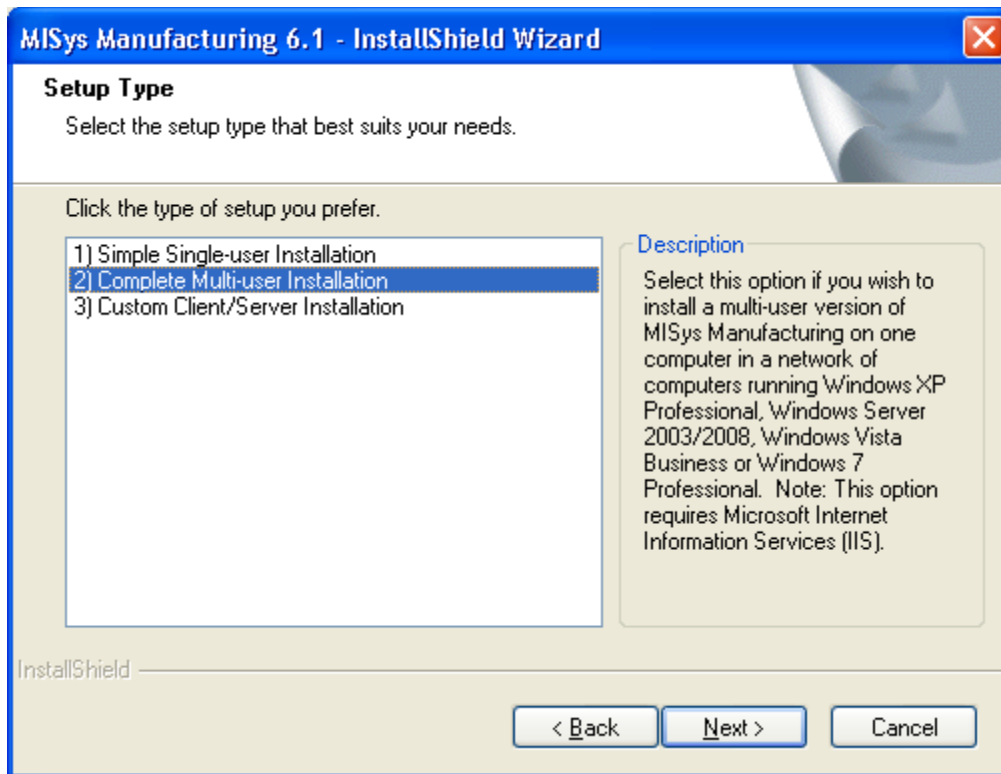 MISys Manufacturing 6.1 - InstallShield Wizard
Setup Type
Select the setup type that best suits your needs.
Click the type of setup you prefer.
1) Simple Single-user Installation
2) Complete Multi-user Installation
3) Custom Client/Server Installation
Description
Select this option if you wish to
install a multi-user version of
MISys Manufacturing on one
computer in a network of
computers running Windows XP
Professional, Windows Server
2003/2008, Windows Vista
Business or Windows 7
Professional.  Note: This option
requires Microsoft Internet
Information Services (IIS).
InstallShield
< Back
Next >
Cancel